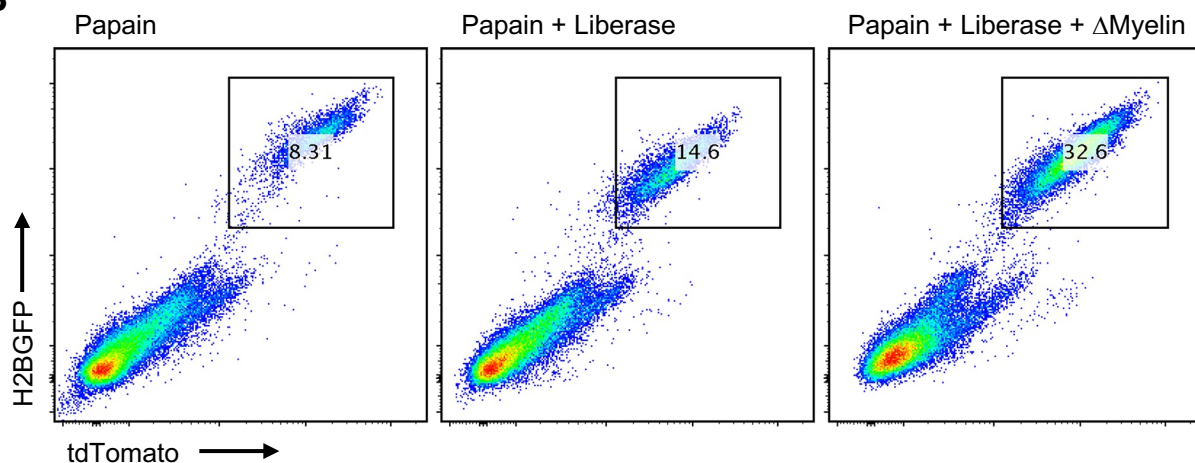 Papain
Papain + Liberase
Papain + Liberase + ΔMyelin
8.31
14.6
32.6
H2BGFP
tdTomato